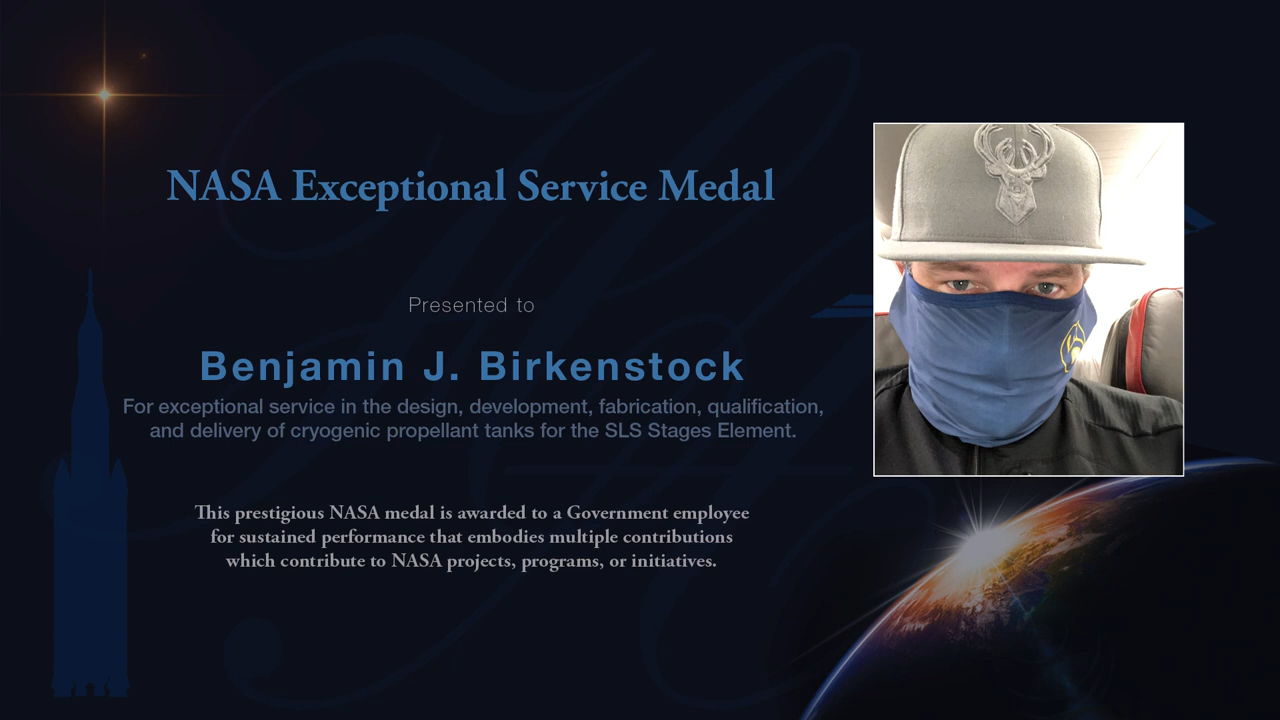 NASA Exceptional Service Medal
Presented to
Benjamin J. Birkenstock
For exceptional service in the design, development, fabrication, qualification,
and delivery of cryogenic propellant tanks for the SLS Stages Element.
This prestigious NASA medal is awarded to a Government employee
for sustained performance that embodies multiple contributions
which contribute to NASA projects, programs, or initiatives.